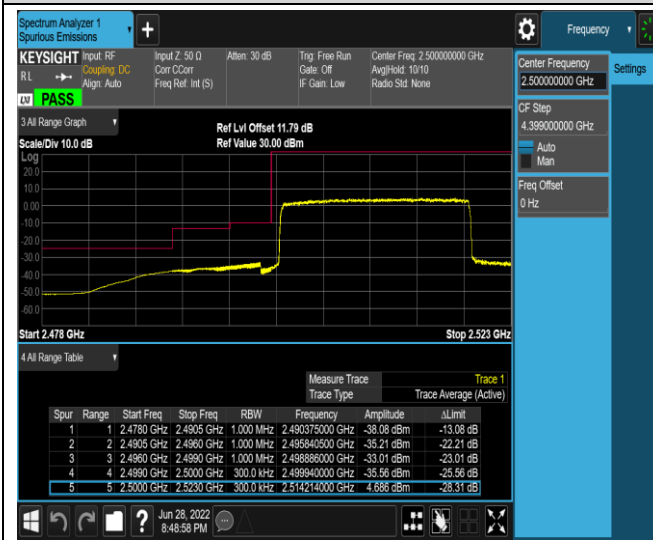 Spectrum Analyzer 1
Spurious Emissions
Frequency
KEYSIGHT Input: RF Input Z: 50 Ω Atten: 30 dB Trig: Free Run Center Freq: 2.500000000 GHz
RL Coupling: DC Corr CCorr Gate: Off Avg|Hold: 10/10
Align: Auto Freq Ref: Int (S) IF Gain: Low Radio Std: None
LXI PASS
Center Frequency
2.500000000 GHz
Settings
CF Step
4.399000000 GHz
Auto
Man
Freq Offset
0 Hz
3 All Range Graph
Ref Lvl Offset 11.79 dB
Scale/Div 10.0 dB Ref Value 30.00 dBm
Log
20.0
10.0
0.00
-10.0
-20.0
-30.0
-40.0
-50.0
-60.0
Start 2.478 GHz Stop 2.523 GHz
4 All Range Table
Measure Trace Trace 1
Trace Type Trace Average (Active)
Spur Range Start Freq Stop Freq RBW Frequency Amplitude ΔLimit
1 1 2.4780 GHz 2.4905 GHz 1.000 MHz 2.490375000 GHz -38.08 dBm -13.08 dB
2 2 2.4905 GHz 2.4960 GHz 1.000 MHz 2.495840500 GHz -35.21 dBm -22.21 dB
3 3 2.4960 GHz 2.4990 GHz 1.000 MHz 2.498886000 GHz -33.01 dBm -23.01 dB
4 4 2.4990 GHz 2.5000 GHz 300.0 kHz 2.499940000 GHz -35.56 dBm -25.56 dB
5 5 2.5000 GHz 2.5230 GHz 300.0 kHz 2.514214000 GHz 4.686 dBm -28.31 dB
Jun 28, 2022
8:48:58 PM